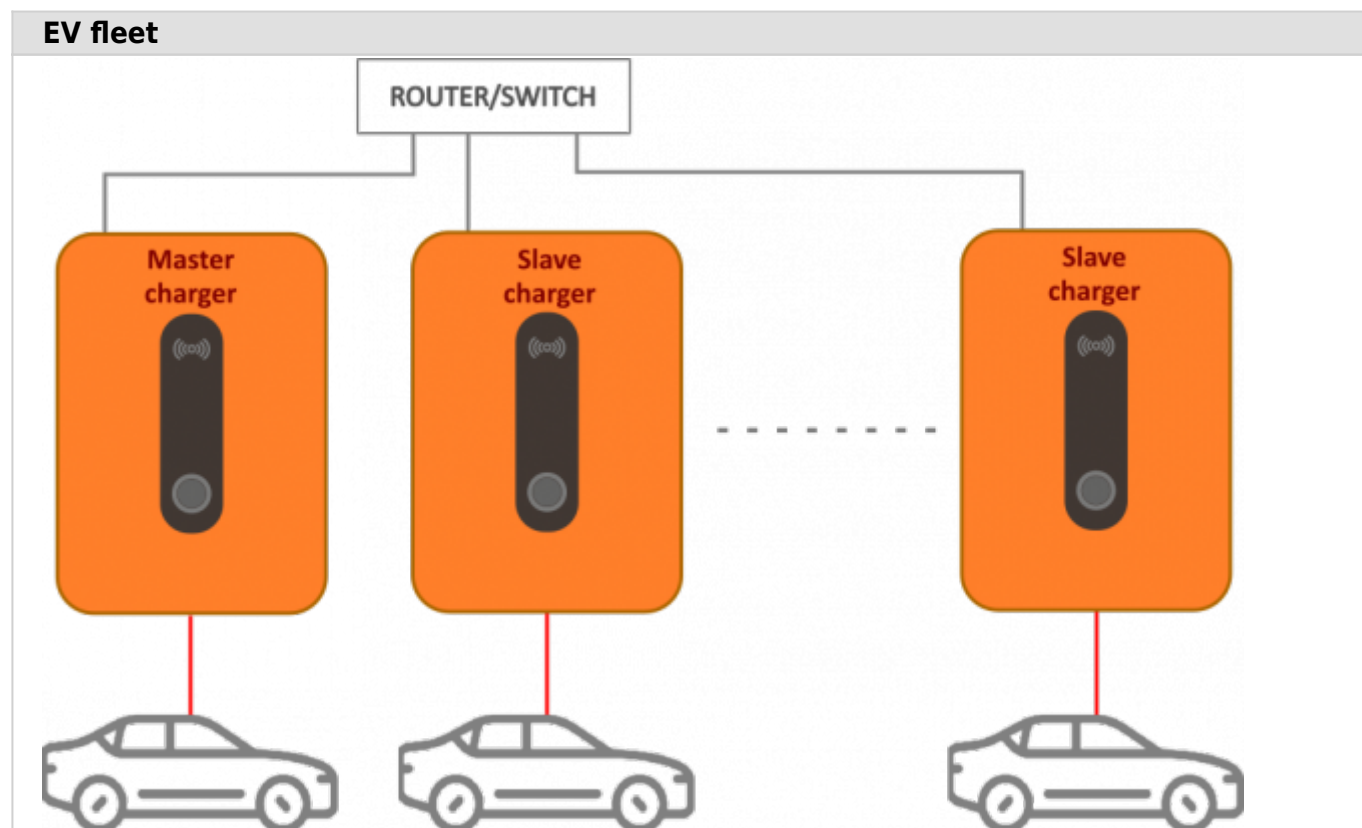 EV fleet
ROUTER/SWITCH
Master
charger
Slave
charger
Slave
charger